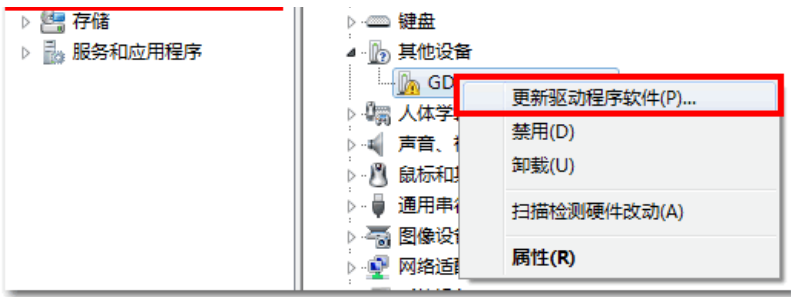 存储
服务和应用程序
键盘
其他设备
GD
人体学
声音、
鼠标和
通用串
图像设
网络适
更新驱动程序软件(P)...
禁用(D)
卸载(U)
扫描检测硬件改动(A)
属性(R)